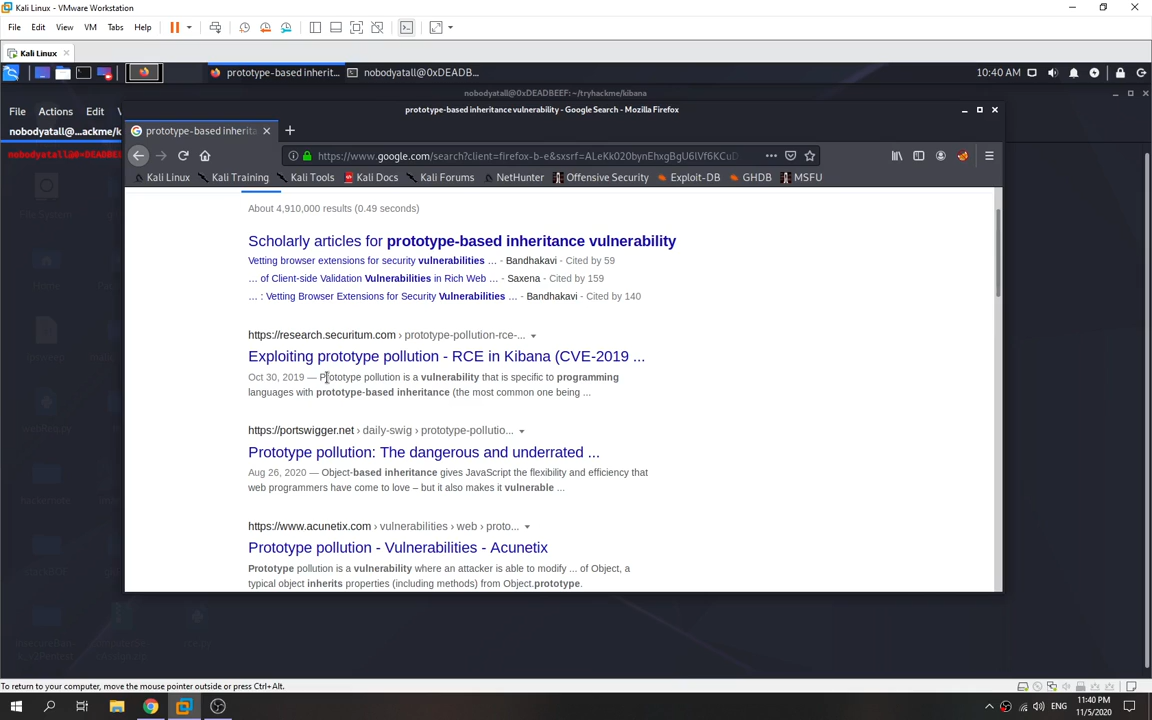 Kali Linux - VMware Workstation
File Edit View VM Tabs Help
Kali Linux
prototype-based inherit... nobodyatall@0xDEADB... 10:40 AM
nobodyatall@0xDEADBEEF: ~/tryhackme/kibana
File Actions Edit
prototype-based inheritance vulnerability - Google Search - Mozilla Firefox
nobodyatall@...ackme/k
prototype-based inherita
nobodyatall@0xDEADB
https://www.google.com/search?client=firefox-b-e&sxsrf=ALeKk020bynEhxgBgU6lVf6KCuD
Kali Linux Kali Training Kali Tools Kali Docs Kali Forums NetHunter Offensive Security Exploit-DB GHDB MSFU
About 4,910,000 results (0.49 seconds)
Scholarly articles for prototype-based inheritance vulnerability
Vetting browser extensions for security vulnerabilities ... - Bandhakavi - Cited by 59
... of Client-side Validation Vulnerabilities in Rich Web ... - Saxena - Cited by 159
... : Vetting Browser Extensions for Security Vulnerabilities ... - Bandhakavi - Cited by 140
https://research.securitum.com › prototype-pollution-rce-...
Exploiting prototype pollution - RCE in Kibana (CVE-2019 ...
Oct 30, 2019 — Prototype pollution is a vulnerability that is specific to programming
languages with prototype-based inheritance (the most common one being ...
https://portswigger.net › daily-swig › prototype-pollutio...
Prototype pollution: The dangerous and underrated ...
Aug 26, 2020 — Object-based inheritance gives JavaScript the flexibility and efficiency that
web programmers have come to love – but it also makes it vulnerable ...
https://www.acunetix.com › vulnerabilities › web › proto...
Prototype pollution - Vulnerabilities - Acunetix
Prototype pollution is a vulnerability where an attacker is able to modify ... of Object, a
typical object inherits properties (including methods) from Object.prototype.
To return to your computer, move the mouse pointer outside or press Ctrl+Alt.
ENG
11:40 PM
11/5/2020